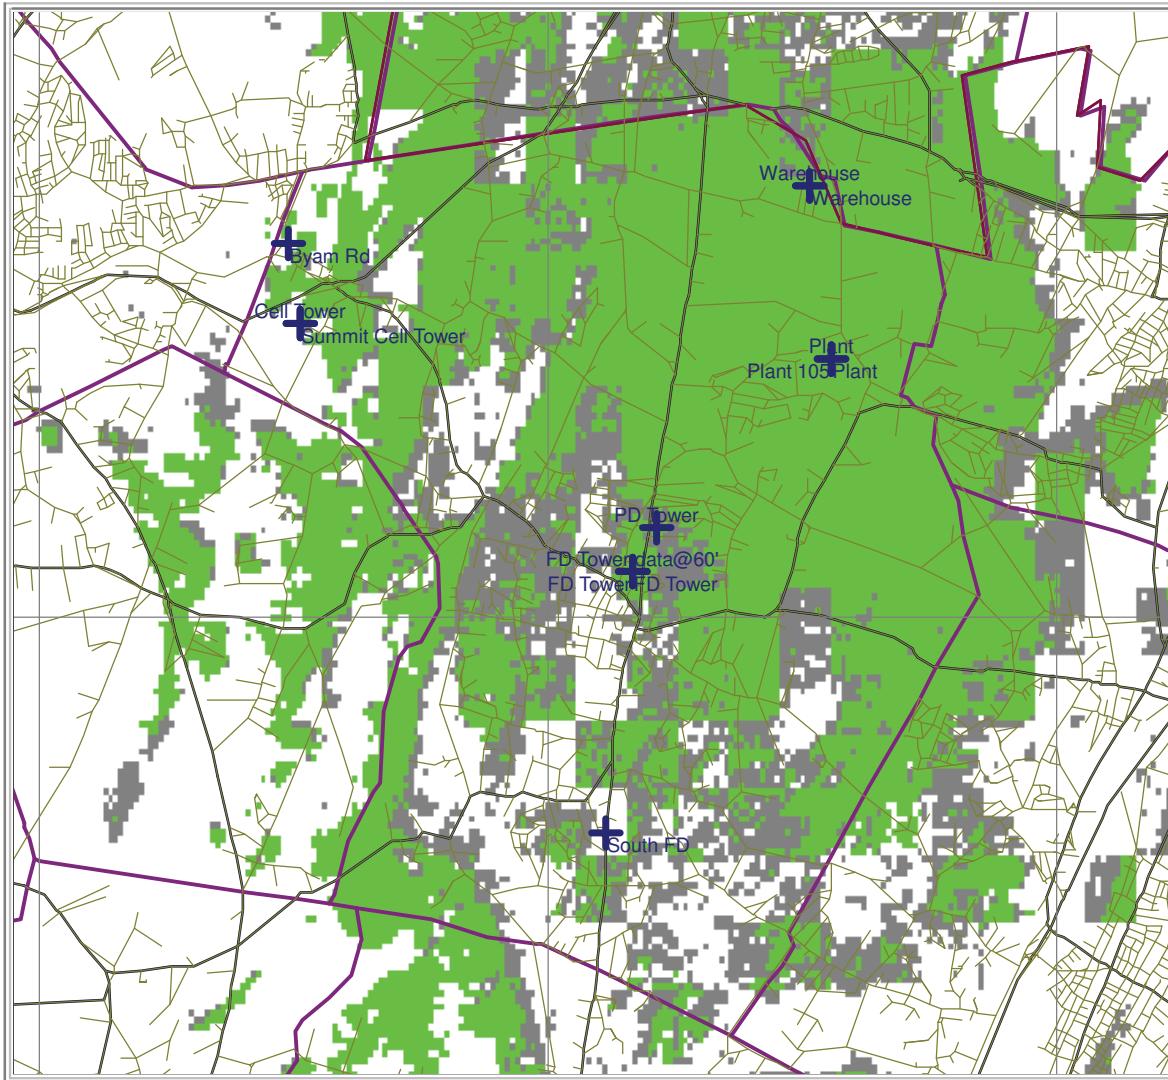 Warehouse
Warehouse
Byam Rd
Cell Tower
Summit Cell Tower
Plant
Plant 105 Plant
PD Tower
FD Tower data@60'
FD Tower FD Tower
South FD